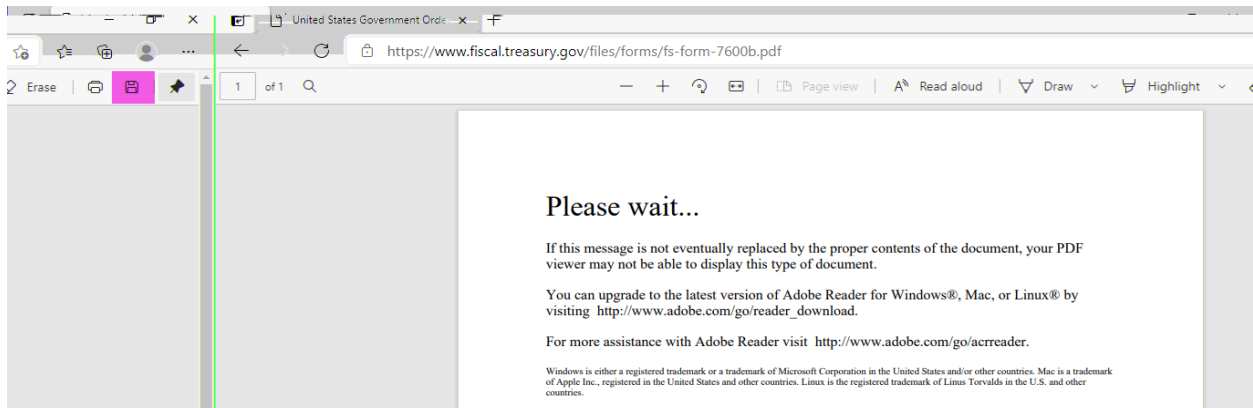 United States Government Orde
https://www.fiscal.treasury.gov/files/forms/fs-form-7600b.pdf
Erase
1 of 1
Page view
Read aloud
Draw
Highlight
Please wait...
If this message is not eventually replaced by the proper contents of the document, your PDF
viewer may not be able to display this type of document.
You can upgrade to the latest version of Adobe Reader for Windows®, Mac, or Linux® by
visiting http://www.adobe.com/go/reader_download.
For more assistance with Adobe Reader visit http://www.adobe.com/go/acrreader.
Windows is either a registered trademark or a trademark of Microsoft Corporation in the United States and/or other countries. Mac is a trademark
of Apple Inc., registered in the United States and other countries. Linux is the registered trademark of Linus Torvalds in the U.S. and other
countries.